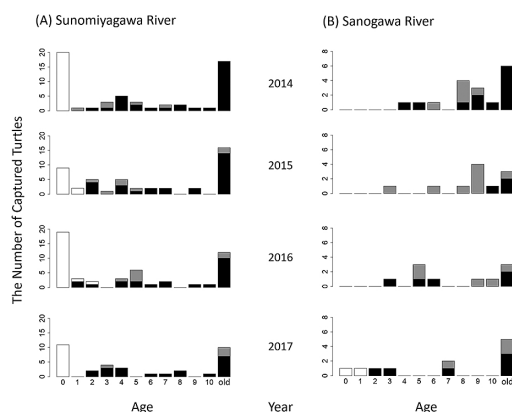 (A) Sunomiyagawa River (B) Sanogawa River
The Number of Captured Turtles
0 5 10 15 20
2014
0 2 4 6 8
0 5 10 15 20
2015
0 2 4 6 8
0 5 10 15 20
2016
0 2 4 6 8
0 5 10 15 20
2017
0 2 4 6 8
0 1 2 3 4 5 6 7 8 9 10 old 0 1 2 3 4 5 6 7 8 9 10 old
Age Year Age